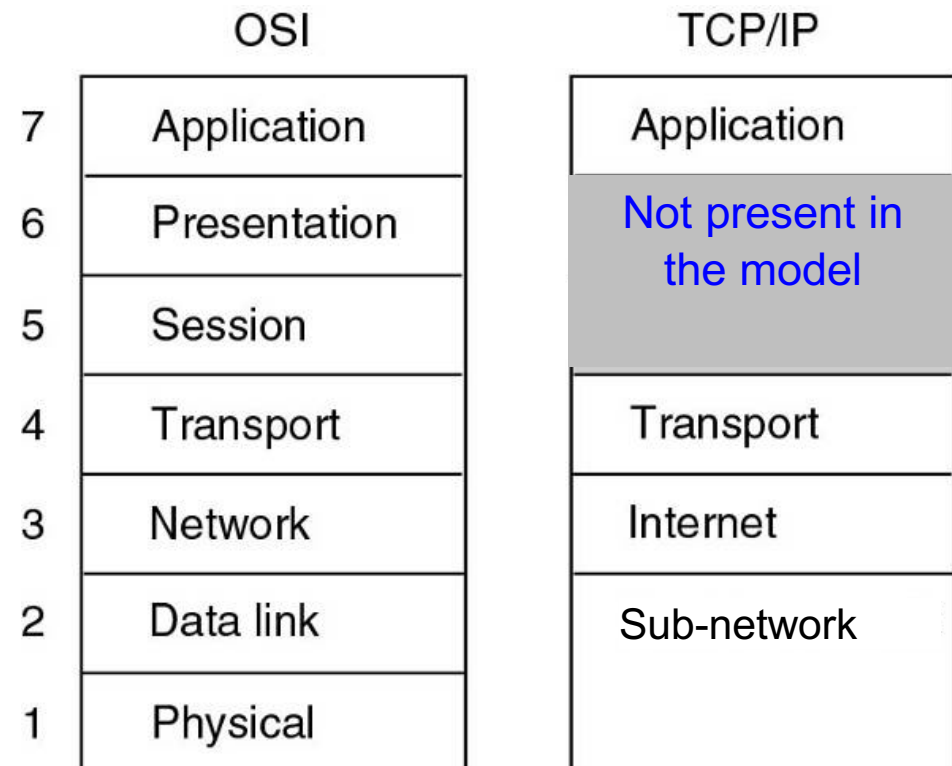 OSI
TCP/IP
7 Application Application
6 Presentation Not present in
the model
5 Session
4 Transport Transport
3 Network Internet
2 Data link Sub-network
1 Physical